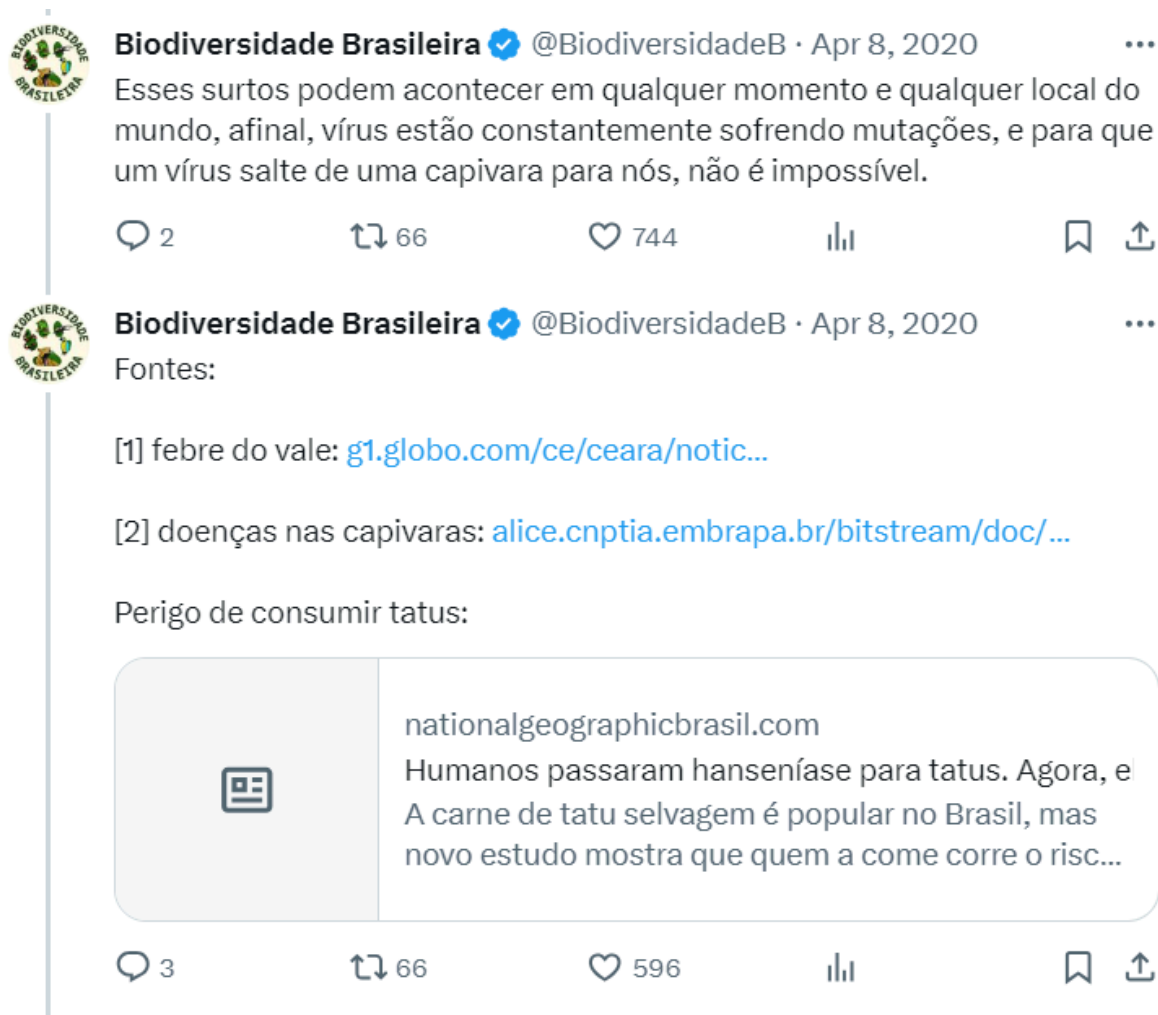 BIODIVERSIDADE
BRASILEIRA
Biodiversidade Brasileira @BiodiversidadeB · Apr 8, 2020
Esses surtos podem acontecer em qualquer momento e qualquer local do
mundo, afinal, vírus estão constantemente sofrendo mutações, e para que
um vírus salte de uma capivara para nós, não é impossível.
2 66 744
BIODIVERSIDADE
BRASILEIRA
Biodiversidade Brasileira @BiodiversidadeB · Apr 8, 2020
Fontes:
[1] febre do vale: g1.globo.com/ce/ceara/notic...
[2] doenças nas capivaras: alice.cnptia.embrapa.br/bitstream/doc/...
Perigo de consumir tatus:
nationalgeographicbrasil.com
Humanos passaram hanseníase para tatus. Agora, e
A carne de tatu selvagem é popular no Brasil, mas
novo estudo mostra que quem a come corre o risc...
3 66 596